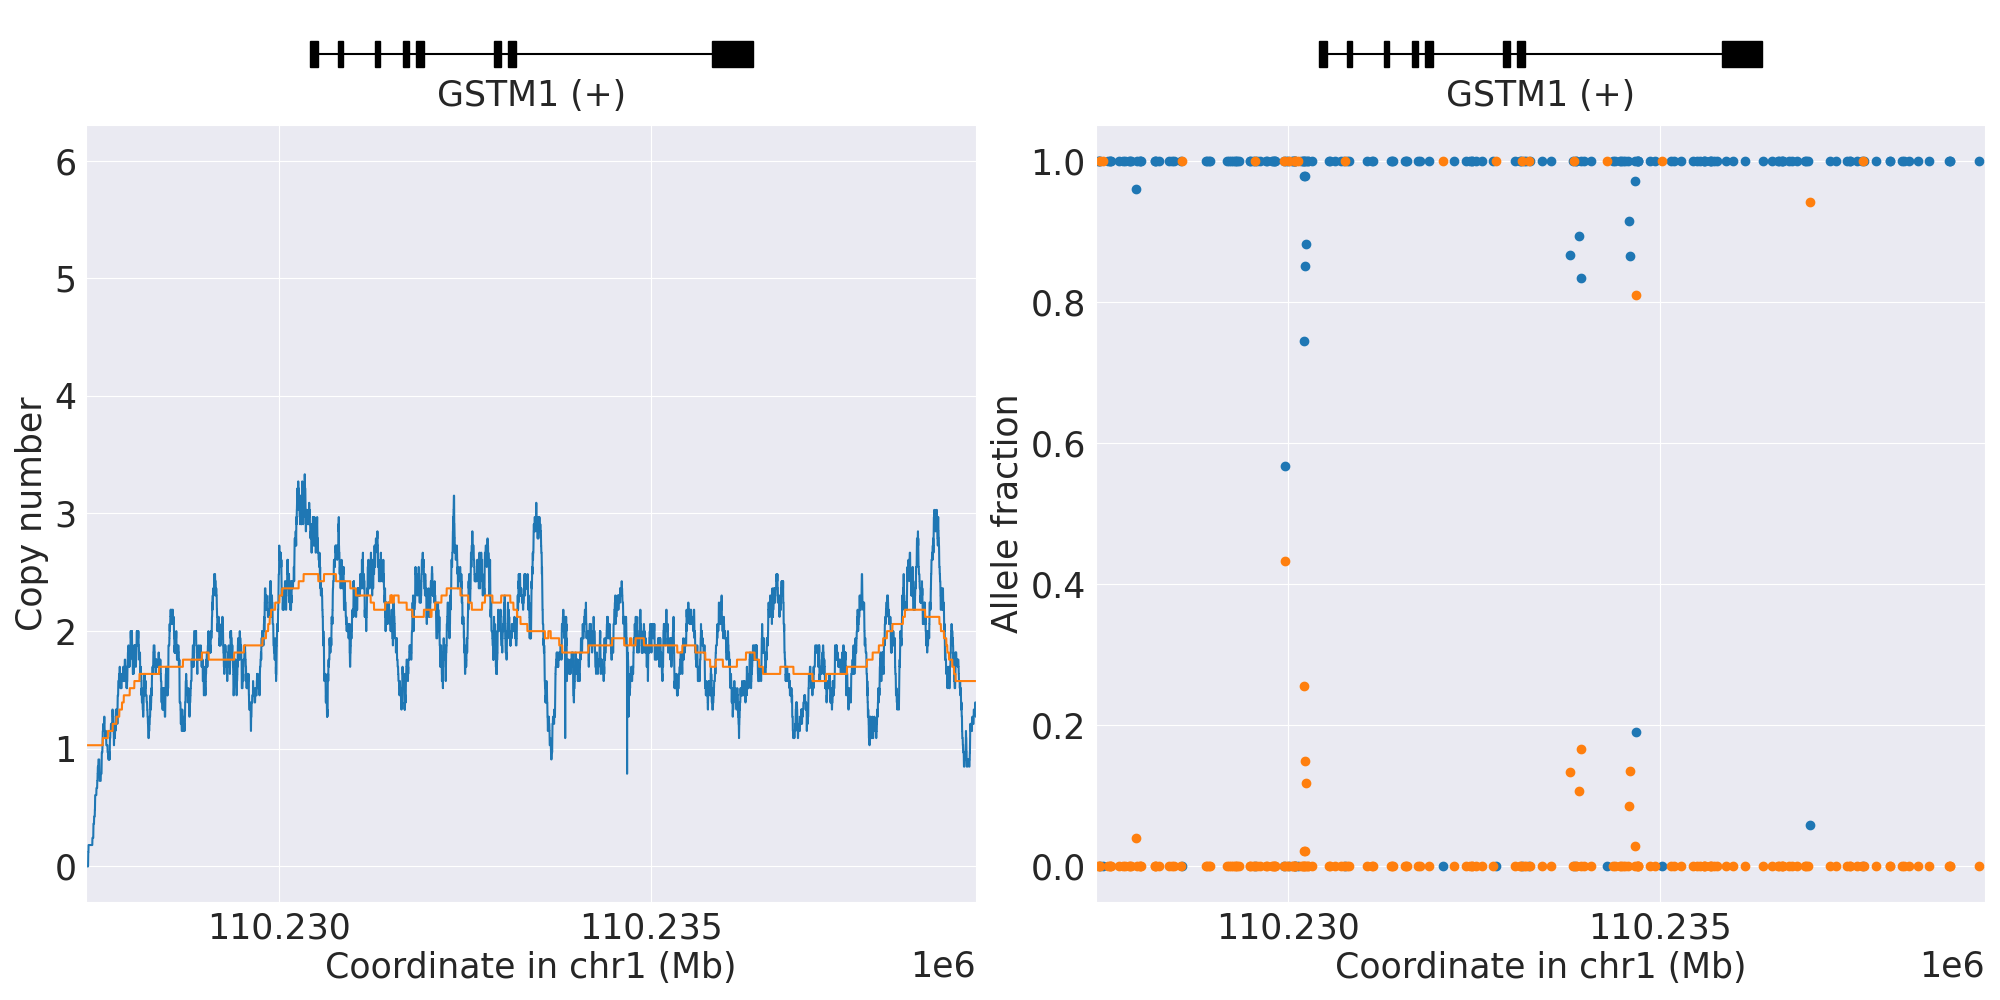 GSTM1 (+)
6
5
4
3
2
1
0
Copy number
110.230
110.235
Coordinate in chr1 (Mb)
1e6
GSTM1 (+)
1.0
0.8
0.6
0.4
0.2
0.0
Allele fraction
110.230
110.235
Coordinate in chr1 (Mb)
1e6